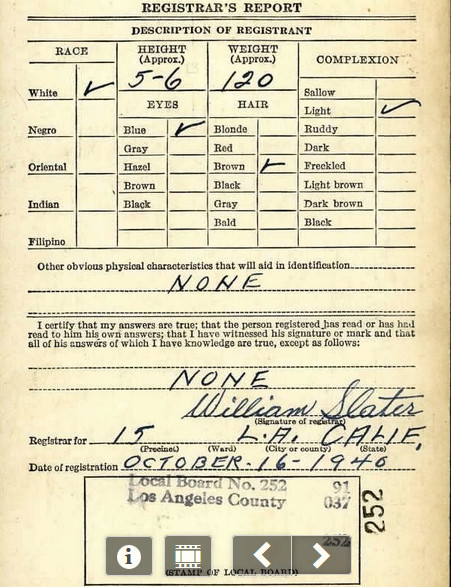 REGISTRAR'S REPORT
DESCRIPTION OF REGISTRANT
RACE
HEIGHT (Approx.)
WEIGHT (Approx.)
COMPLEXION
5-6
120
White ✓
Sallow
EYES
HAIR
Light ✓
Negro
Blue ✓
Blonde
Ruddy
Gray
Red
Dark
Oriental
Hazel
Brown ✓
Freckled
Brown
Black
Light brown
Indian
Black
Gray
Dark brown
Bald
Black
Filipino
Other obvious physical characteristics that will aid in identification
NONE
I certify that my answers are true; that the person registered has read or has had
read to him his own answers; that I have witnessed his signature or mark and that
all of his answers of which I have knowledge are true, except as follows:
NONE
William Slater
(Signature of registrar)
Registrar for 15 L.A. CALIF.
(Precinct) (Ward) (City or county) (State)
Date of registration OCTOBER-16-1940
Local Board No. 252 91
Los Angeles County 037
252
252
(STAMP OF LOCAL BOARD)